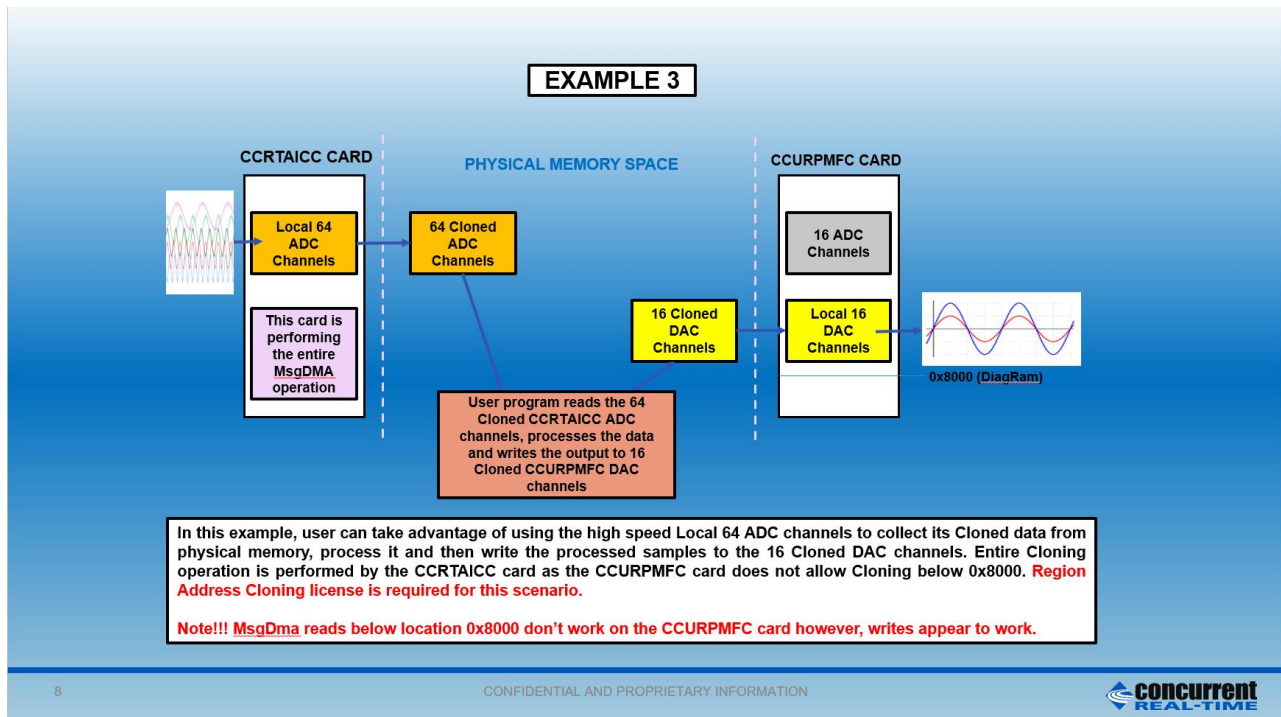 EXAMPLE 3
CCRTAICC CARD
PHYSICAL MEMORY SPACE
CCURPMFC CARD
Local 64
ADC
Channels
64 Cloned
ADC
Channels
16 ADC
Channels
This card is
performing
the entire
MsgDMA
operation
16 Cloned
DAC
Channels
Local 16
DAC
Channels
0x8000 (DiagRam)
User program reads the 64
Cloned CCRTAICC ADC
channels, processes the data
and writes the output to 16
Cloned CCURPMFC DAC
channels
In this example, user can take advantage of using the high speed Local 64 ADC channels to collect its Cloned data from
physical memory, process it and then write the processed samples to the 16 Cloned DAC channels. Entire Cloning
operation is performed by the CCRTAICC card as the CCURPMFC card does not allow Cloning below 0x8000. Region
Address Cloning license is required for this scenario.
Note!!! MsgDma reads below location 0x8000 don’t work on the CCURPMFC card however, writes appear to work.
8
CONFIDENTIAL AND PROPRIETARY INFORMATION
concurrent
REAL-TIME